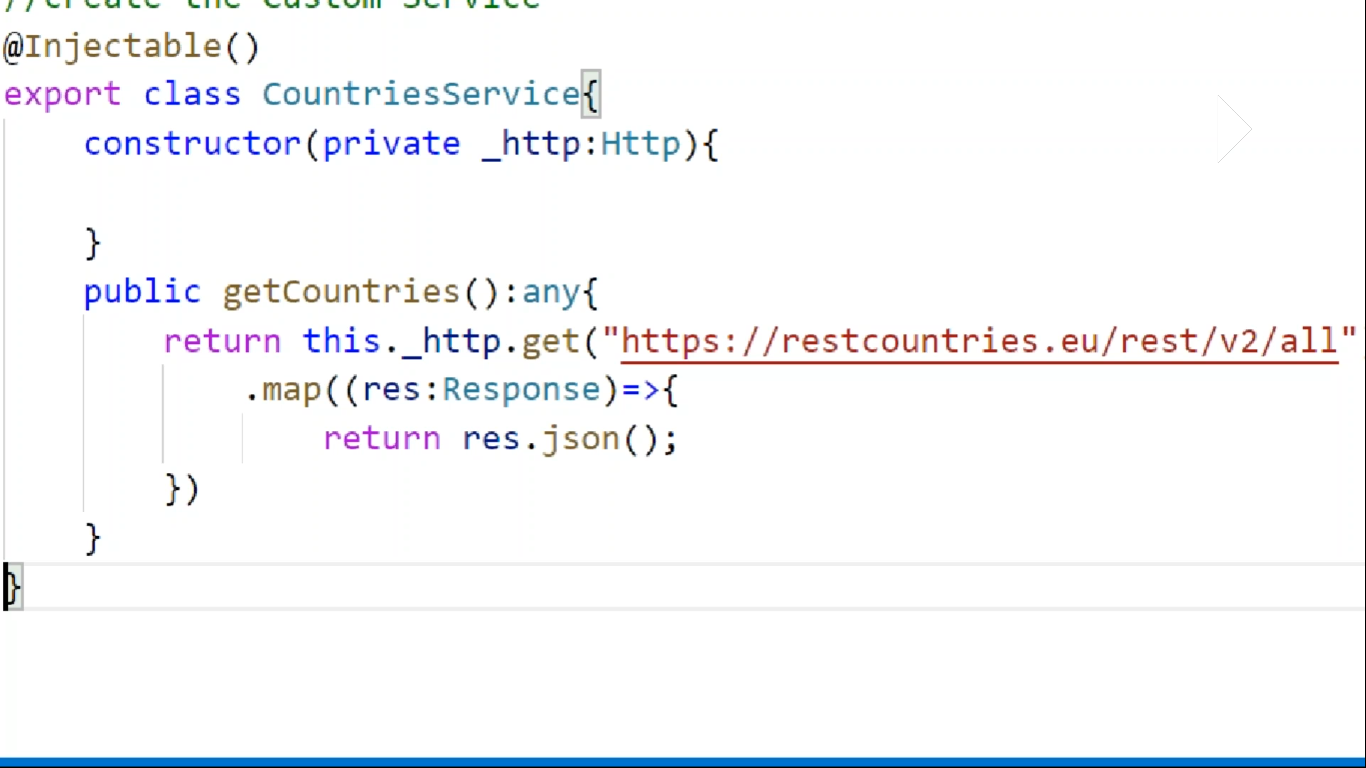 //Create the Custom Service
@Injectable()
export class CountriesService{
    constructor(private _http:Http){

    }
    public getCountries():any{
        return this._http.get("https://restcountries.eu/rest/v2/all"
            .map((res:Response)=>{
                return res.json();
        })
    }
}